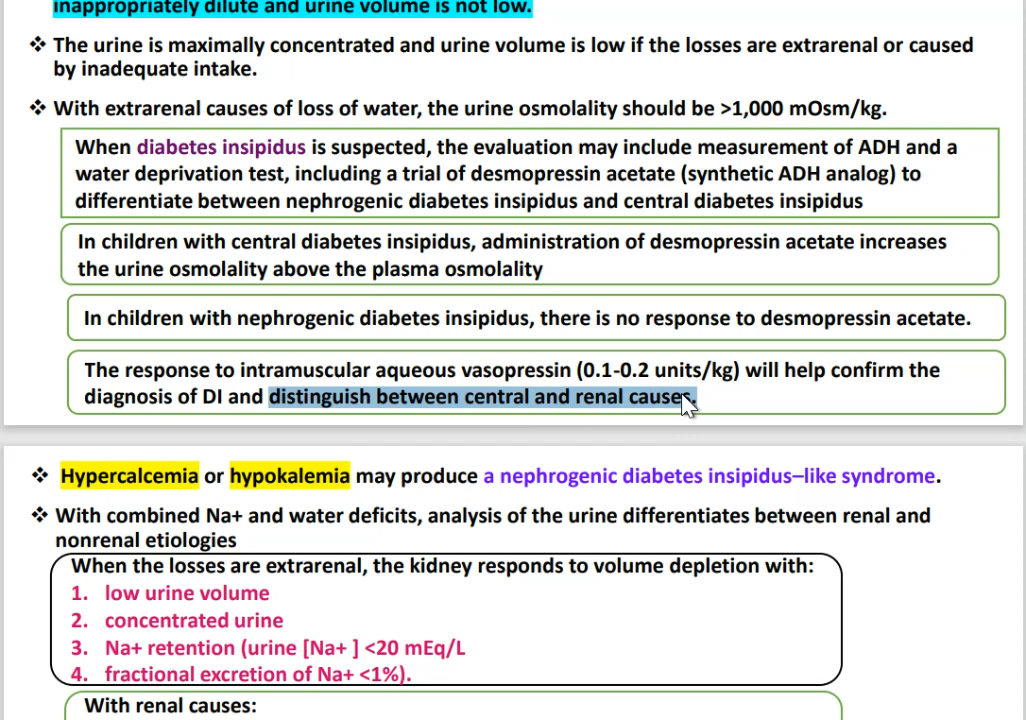 inappropriately dilute and urine volume is not low.
❖ The urine is maximally concentrated and urine volume is low if the losses are extrarenal or caused
by inadequate intake.
❖ With extrarenal causes of loss of water, the urine osmolality should be >1,000 mOsm/kg.
When diabetes insipidus is suspected, the evaluation may include measurement of ADH and a
water deprivation test, including a trial of desmopressin acetate (synthetic ADH analog) to
differentiate between nephrogenic diabetes insipidus and central diabetes insipidus
In children with central diabetes insipidus, administration of desmopressin acetate increases
the urine osmolality above the plasma osmolality
In children with nephrogenic diabetes insipidus, there is no response to desmopressin acetate.
The response to intramuscular aqueous vasopressin (0.1-0.2 units/kg) will help confirm the
diagnosis of DI and distinguish between central and renal causes.
❖ Hypercalcemia or hypokalemia may produce a nephrogenic diabetes insipidus–like syndrome.
❖ With combined Na+ and water deficits, analysis of the urine differentiates between renal and
nonrenal etiologies
When the losses are extrarenal, the kidney responds to volume depletion with:
1. low urine volume
2. concentrated urine
3. Na+ retention (urine [Na+ ] <20 mEq/L
4. fractional excretion of Na+ <1%).
With renal causes: